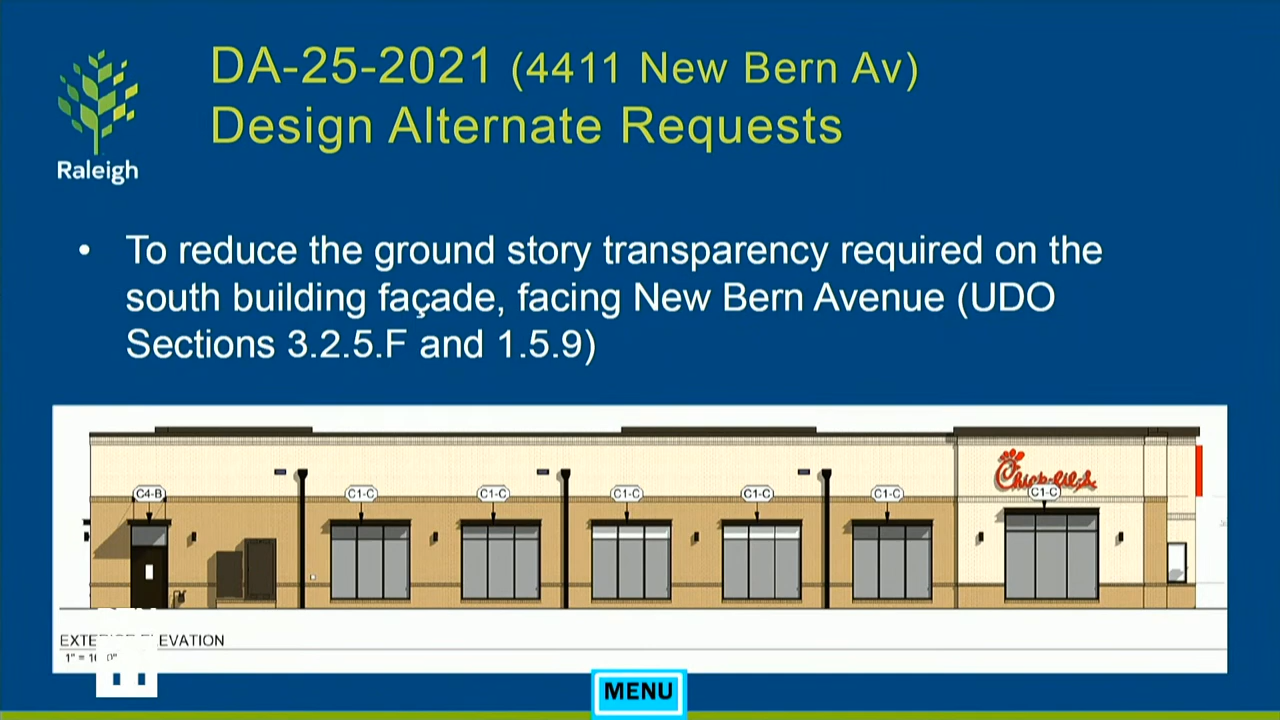 DA-25-2021 (4411 New Bern Av)
Design Alternate Requests
Raleigh
• To reduce the ground story transparency required on the
south building façade, facing New Bern Avenue (UDO
Sections 3.2.5.F and 1.5.9)
Chick-fil-A
C4-B C1-C C1-C C1-C C1-C C1-C C1-C
MENU